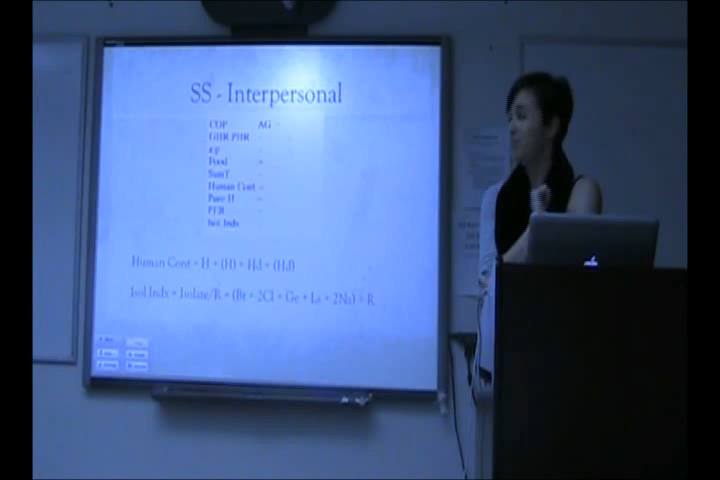 SS - Interpersonal
COP = AG =
GHR:PHR =
a:p =
Food =
SumT =
Human Cont =
Pure H =
PER =
Isol Indx =
Human Cont = H + (H) + Hd + (Hd)
Isol Indx = Isolate/R = (Bt + 2Cl + Ge + Ls + 2Na) ÷ R